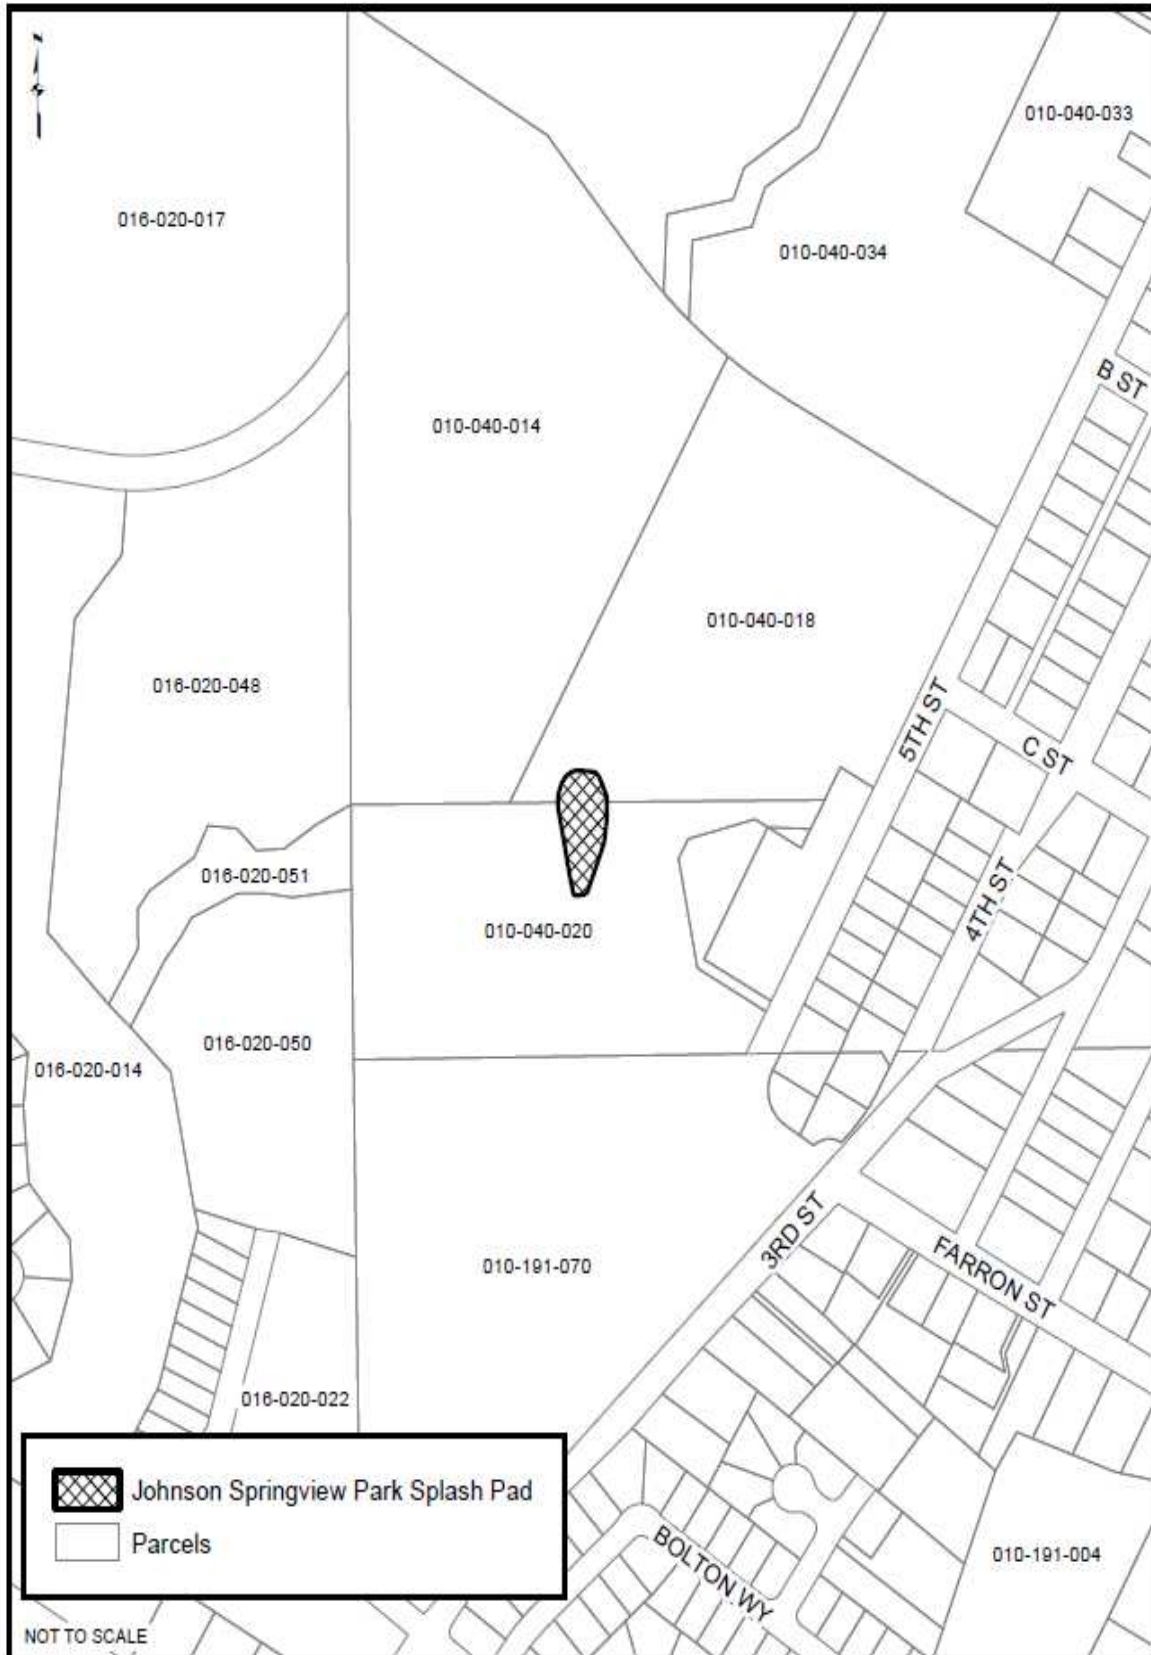 010-040-033
016-020-017
010-040-034
B ST
010-040-014
010-040-018
016-020-048
5TH ST
C ST
016-020-051
4TH ST
010-040-020
016-020-050
016-020-014
3RD ST
FARRON ST
010-191-070
016-020-022
Johnson Springview Park Splash Pad
Parcels
BOLTON WY
010-191-004
NOT TO SCALE